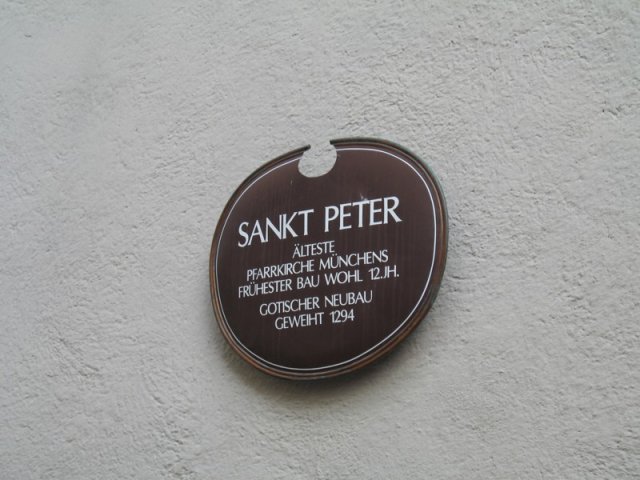 SANKT PETER
ÄLTESTE
PFARRKIRCHE MÜNCHENS
FRÜHESTER BAU WOHL 12.JH.
GOTISCHER NEUBAU
GEWEIHT 1294